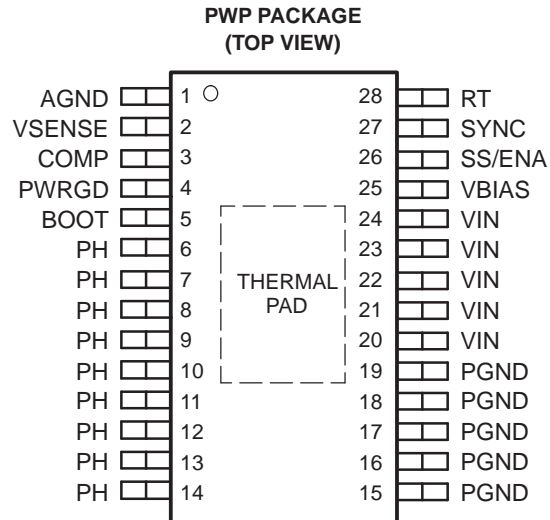 PWP PACKAGE
(TOP VIEW)
AGND 1 28 RT
VSENSE 2 27 SYNC
COMP 3 26 SS/ENA
PWRGD 4 25 VBIAS
BOOT 5 24 VIN
PH 6 23 VIN
PH 7 22 VIN
PH 8 21 VIN
PH 9 20 VIN
PH 10 19 PGND
PH 11 18 PGND
PH 12 17 PGND
PH 13 16 PGND
PH 14 15 PGND
THERMAL
PAD